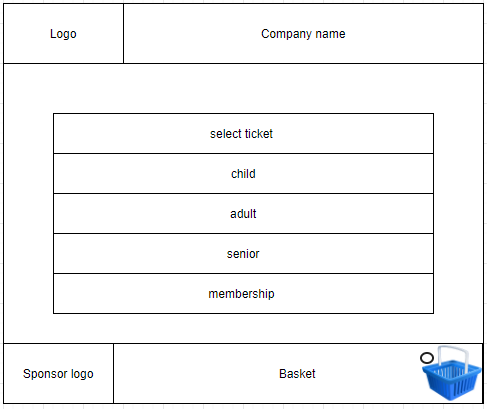 Logo
Company name
select ticket
child
adult
senior
membership
Sponsor logo
Basket